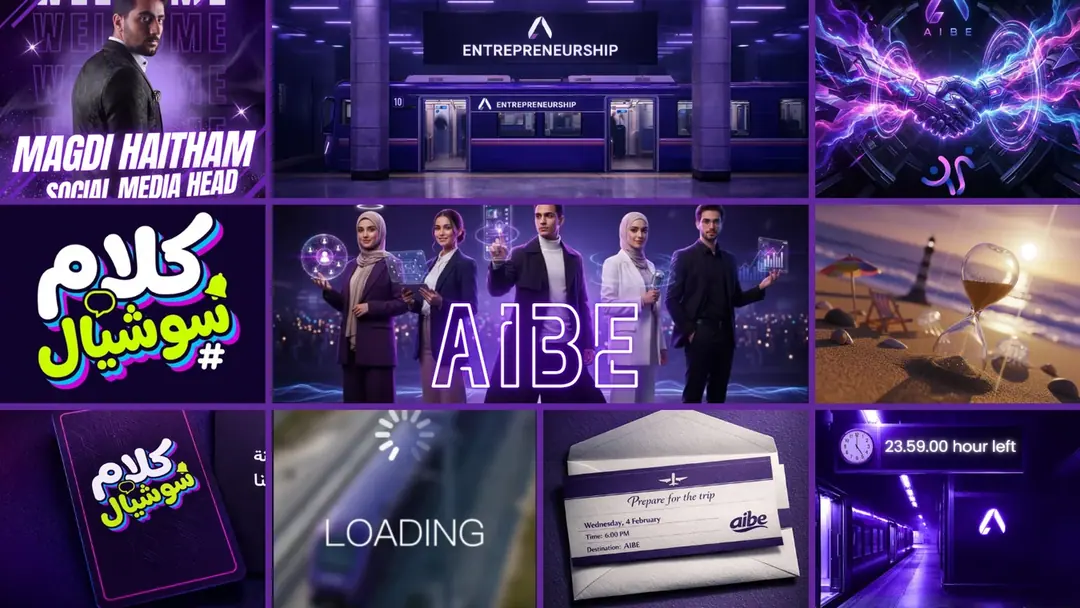 WELCOME
WELCOME
MAGDI HAITHAM
SOCIAL MEDIA HEAD
ENTREPRENEURSHIP
10
ENTREPRENEURSHIP
AIBE
كلام
سوشيال
#
AIBE
كلام
سوشيال
LOADING
Prepare for the trip
Wednesday, 4 February
Time: 6.00 PM
Destination: AIBE
aibe
23.59.00 hour left